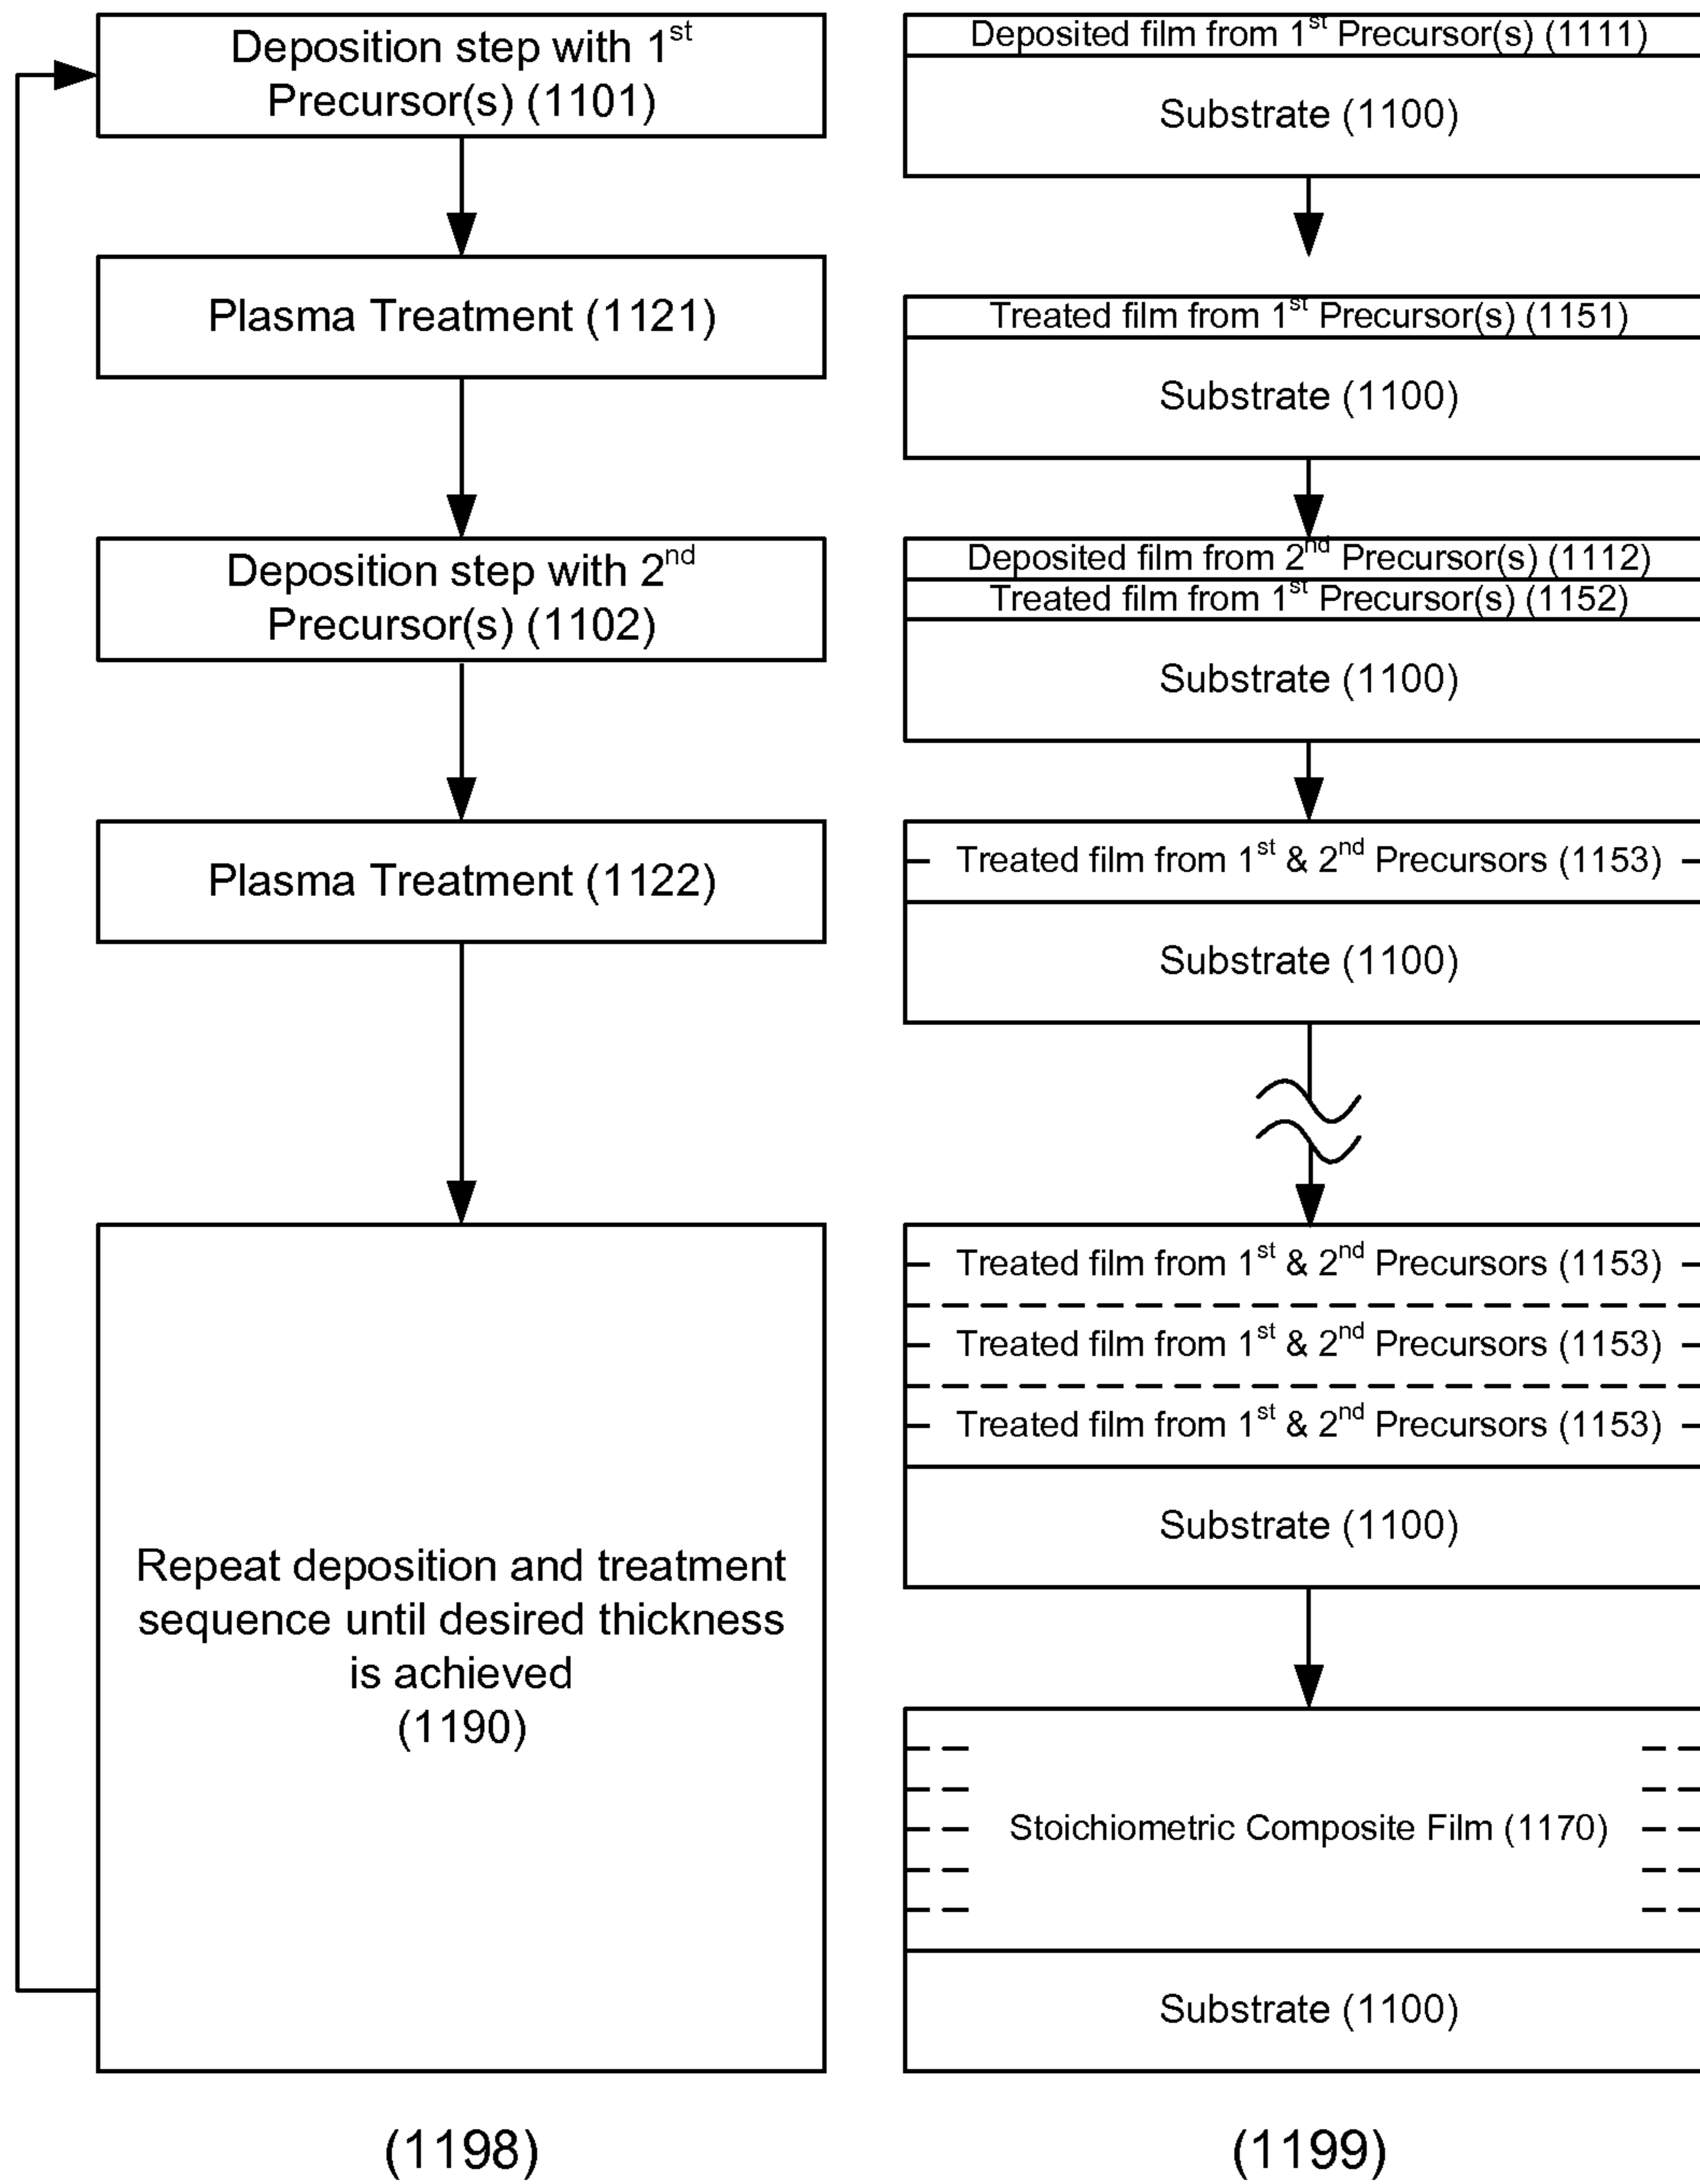 Deposition step with 1st
Precursor(s) (1101)
Plasma Treatment (1121)
Deposition step with 2nd
Precursor(s) (1102)
Plasma Treatment (1122)
Repeat deposition and treatment
sequence until desired thickness
is achieved
(1190)
(1198)
Deposited film from 1st Precursor(s) (1111)
Substrate (1100)
Treated film from 1st Precursor(s) (1151)
Substrate (1100)
Deposited film from 2nd Precursor(s) (1112)
Treated film from 1st Precursor(s) (1152)
Substrate (1100)
Treated film from 1st & 2nd Precursors (1153)
Substrate (1100)
Treated film from 1st & 2nd Precursors (1153)
Treated film from 1st & 2nd Precursors (1153)
Treated film from 1st & 2nd Precursors (1153)
Substrate (1100)
Stoichiometric Composite Film (1170)
Substrate (1100)
(1199)